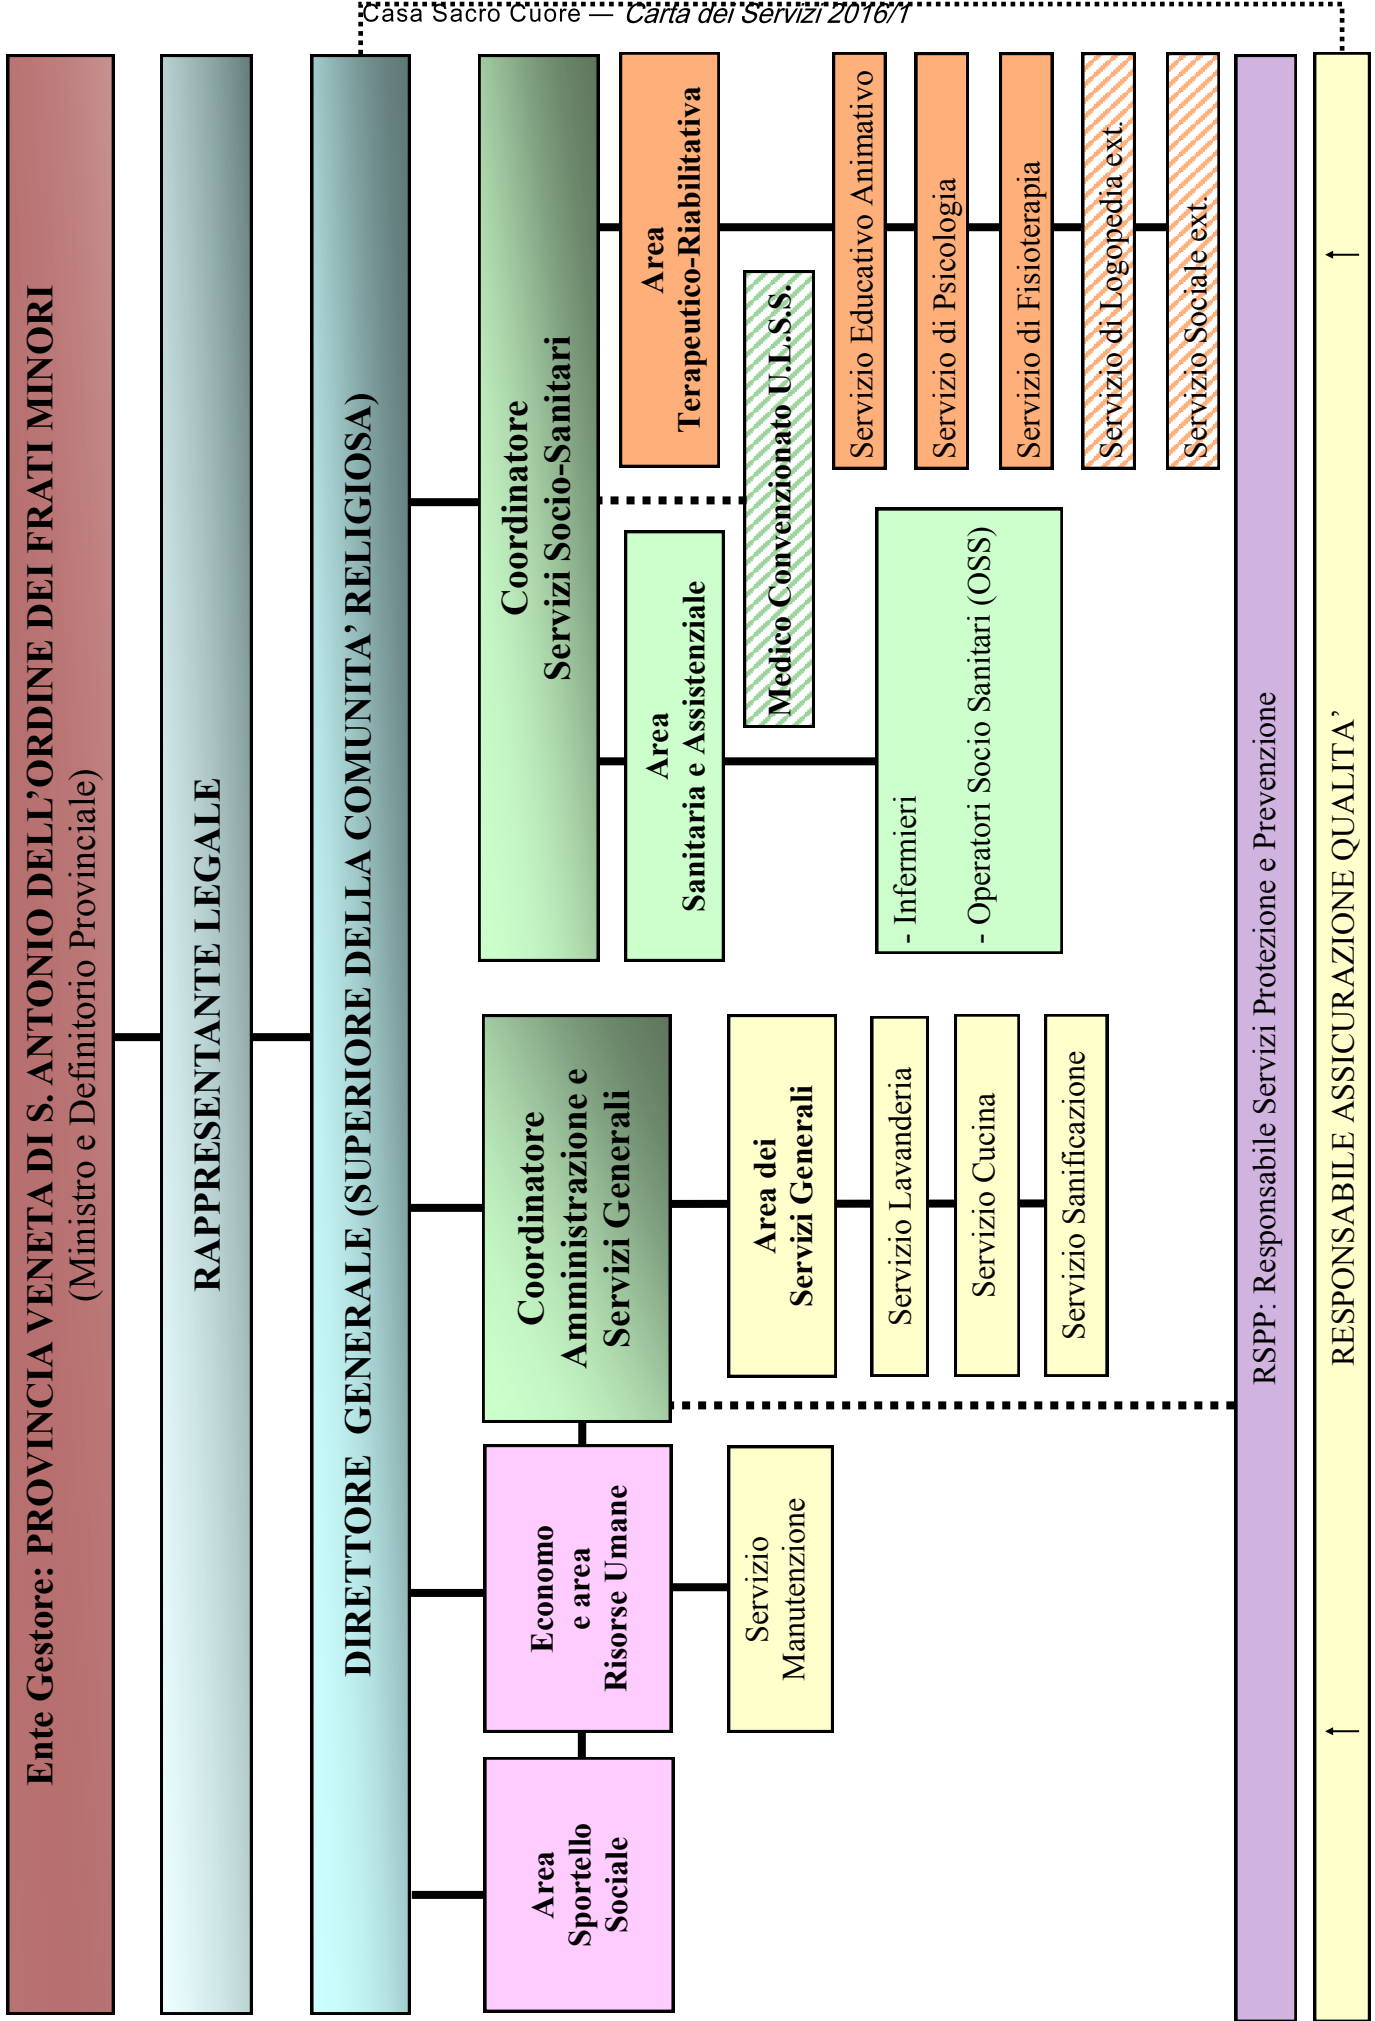 Casa Sacro Cuore — Carta dei Servizi 2016/1
Ente Gestore: PROVINCIA VENETA DI S. ANTONIO DELL’ORDINE DEI FRATI MINORI
(Ministro e Definitorio Provinciale)
RAPPRESENTANTE LEGALE
DIRETTORE GENERALE (SUPERIORE DELLA COMUNITA’ RELIGIOSA)
Area
Sportello
Sociale
Economo
e area
Risorse Umane
Servizio
Manutenzione
Coordinatore
Amministrazione e
Servizi Generali
Area dei
Servizi Generali
Servizio Lavanderia
Servizio Cucina
Servizio Sanificazione
Coordinatore
Servizi Socio-Sanitari
Area
Sanitaria e Assistenziale
- Infermieri
- Operatori Socio Sanitari (OSS)
Medico Convenzionato U.L.S.S.
Area
Terapeutico-Riabilitativa
Servizio Educativo Animativo
Servizio di Psicologia
Servizio di Fisioterapia
Servizio di Logopedia ext.
Servizio Sociale ext.
RSPP: Responsabile Servizi Protezione e Prevenzione
RESPONSABILE ASSICURAZIONE QUALITA’